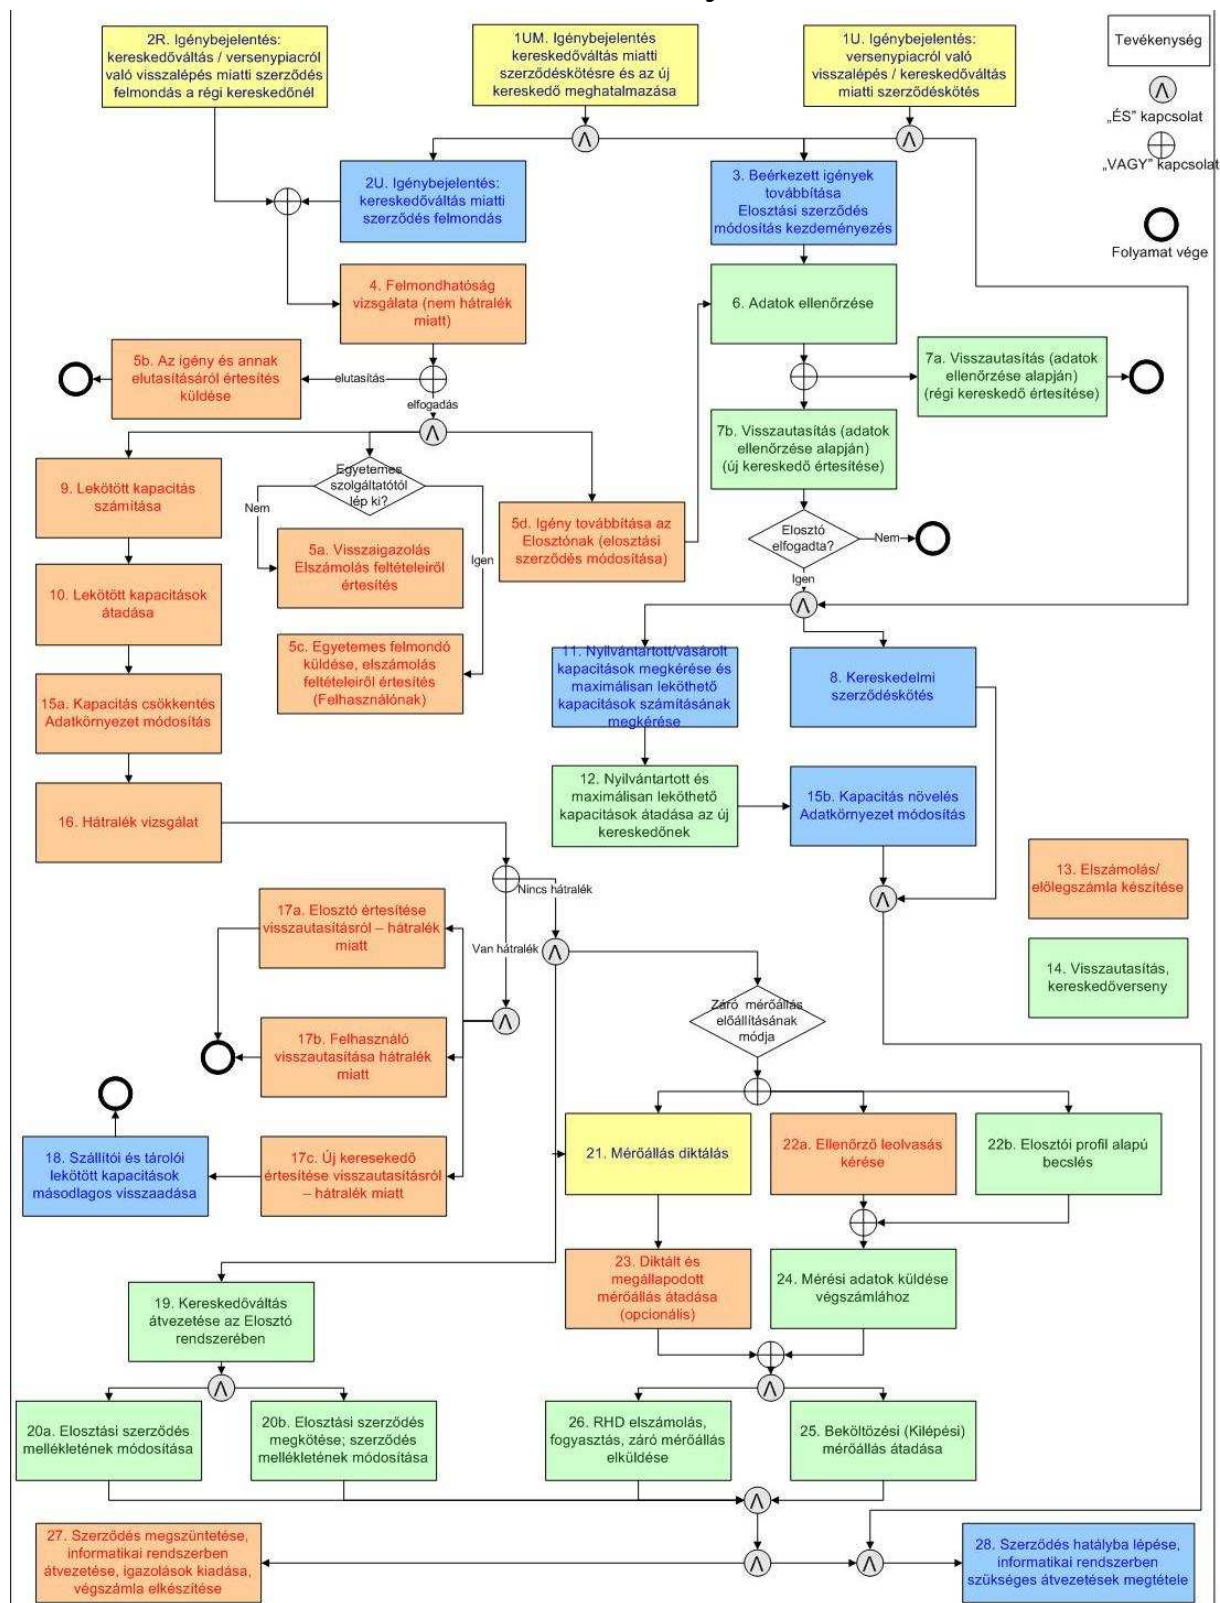 2R. Igénybejelentés:
kereskedőváltás / versenypiacról
való visszalépés miatti szerződés
felmondás a régi kereskedőnél
1UM. Igénybejelentés
kereskedőváltás miatti
szerződéskötésre és az új
kereskedő meghatalmazása
1U. Igénybejelentés:
versenypiacról való
visszalépés / kereskedőváltás
miatti szerződéskötés
Tevékenység
Λ
„ÉS” kapcsolat
„VAGY” kapcsolat
Folyamat vége
Λ
Λ
2U. Igénybejelentés:
kereskedőváltás miatti
szerződés felmondás
3. Beérkezett igények
továbbítása
Elosztási szerződés
módosítás kezdeményezés
4. Felmondhatóság
vizsgálata (nem hátralék
miatt)
6. Adatok ellenőrzése
5b. Az igény és annak
elutasításáról értesítés
küldése
elutasítás
elfogadás
7a. Visszautasítás (adatok
ellenőrzése alapján)
(régi kereskedő értesítése)
Λ
7b. Visszautasítás (adatok
ellenőrzése alapján)
(új kereskedő értesítése)
9. Lekötött kapacitás
számítása
Egyetemes
szolgáltatótól
lép ki?
Nem
Igen
5d. Igény továbbítása az
Elosztónak (elosztási
szerződés módosítása)
Elosztó
elfogadta?
Nem
Igen
5a. Visszaigazolás
Elszámolás feltételeiről
értesítés
10. Lekötött kapacitások
átadása
Λ
5c. Egyetemes felmondó
küldése, elszámolás
feltételeiről értesítés
(Felhasználónak)
11. Nyilvántartott/vásárolt
kapacitások megkérése és
maximálisan leköthető
kapacitások számításának
megkérése
8. Kereskedelmi
szerződéskötés
15a. Kapacitás csökkentés
Adatkörnyezet módosítás
12. Nyilvántartott és
maximálisan leköthető
kapacitások átadása az új
kereskedőnek
15b. Kapacitás növelés
Adatkörnyezet módosítás
16. Hátralék vizsgálat
13. Elszámolás/
előlegszámla készítése
Nincs hátralék
Λ
17a. Elosztó értesítése
visszautasításról – hátralék
miatt
Van hátralék
Λ
14. Visszautasítás,
kereskedőverseny
Záró mérőállás
előállításának
módja
Λ
17b. Felhasználó
visszautasítása hátralék
miatt
18. Szállítói és tárolói
lekötött kapacitások
másodlagos visszaadása
17c. Új keresekedő
értesítése visszautasításról
– hátralék miatt
21. Mérőállás diktálás
22a. Ellenőrző leolvasás
kérése
22b. Elosztói profil alapú
becslés
23. Diktált és
megállapodott
mérőállás átadása
(opcionális)
24. Mérési adatok küldése
végszámlához
19. Kereskedőváltás
átvezetése az Elosztó
rendszerében
Λ
Λ
20a. Elosztási szerződés
mellékletének módosítása
20b. Elosztási szerződés
megkötése; szerződés
mellékletének módosítása
26. RHD elszámolás,
fogyasztás, záró mérőállás
elküldése
25. Beköltözési (Kilépési)
mérőállás átadása
Λ
27. Szerződés megszüntetése,
informatikai rendszerben
átvezetése, igazolások kiadása,
végszámla elkészítése
Λ
Λ
28. Szerződés hatályba lépése,
informatikai rendszerben
szükséges átvezetések megtétele